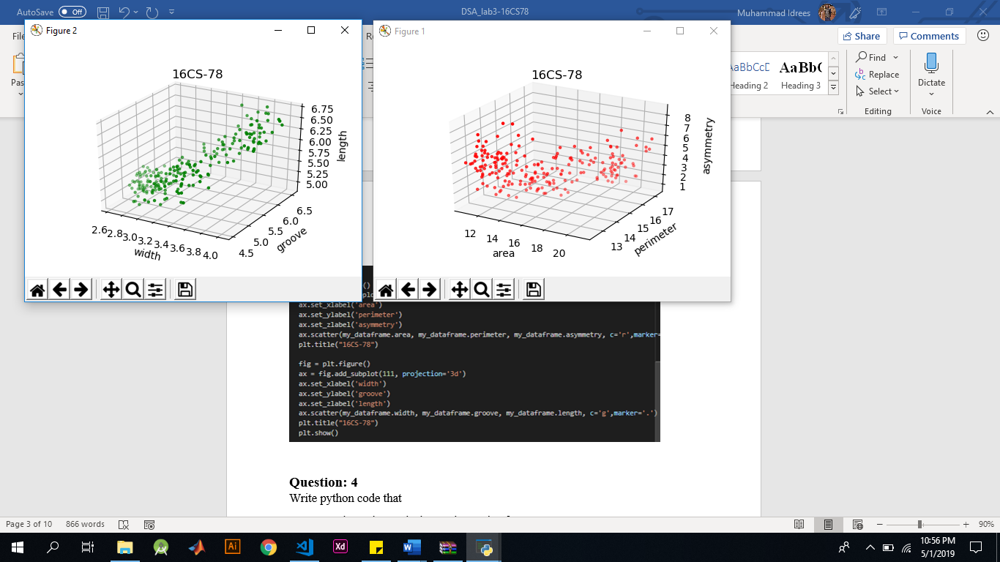 AutoSave Off
DSA_lab3-16CS78
Muhammad Idrees
Share
Comments
Figure 2
16CS-78
6.75
6.50
6.25
6.00
5.75
5.50
5.25
5.00
length
2.6 2.8 3.0 3.2 3.4 3.6 3.8 4.0
width
4.5 5.0 5.5 6.0 6.5
groove
Figure 1
16CS-78
8
7
6
5
4
3
2
1
asymmetry
12 14 16 18 20
area
13 14 15 16 17
perimeter
AaBbCcD AaBbC
Heading 2 Heading 3
Find
Replace
Select
Editing
Dictate
Voice
ax.set_xlabel('area')
ax.set_ylabel('perimeter')
ax.set_zlabel('asymmetry')
ax.scatter(my_dataframe.area, my_dataframe.perimeter, my_dataframe.asymmetry, c='r',marker=
plt.title("16CS-78")
fig = plt.figure()
ax = fig.add_subplot(111, projection='3d')
ax.set_xlabel('width')
ax.set_ylabel('groove')
ax.set_zlabel('length')
ax.scatter(my_dataframe.width, my_dataframe.groove, my_dataframe.length, c='g',marker='.')
plt.title("16CS-78")
plt.show()
Question: 4
Write python code that
Page 3 of 10 866 words
90%
Ai
Xd
10:56 PM
5/1/2019